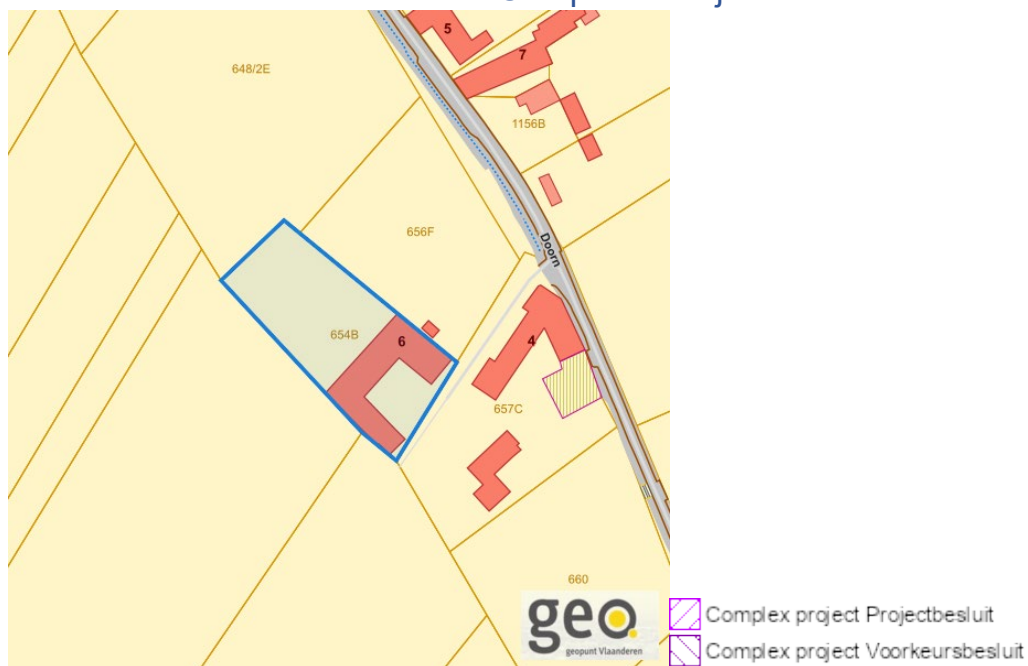 5
7
648/2E
1156B
656F
Doorn
654B
6
4
657C
660
geo
geopunt Vlaanderen
Complex project Projectbesluit
Complex project Voorkeursbesluit